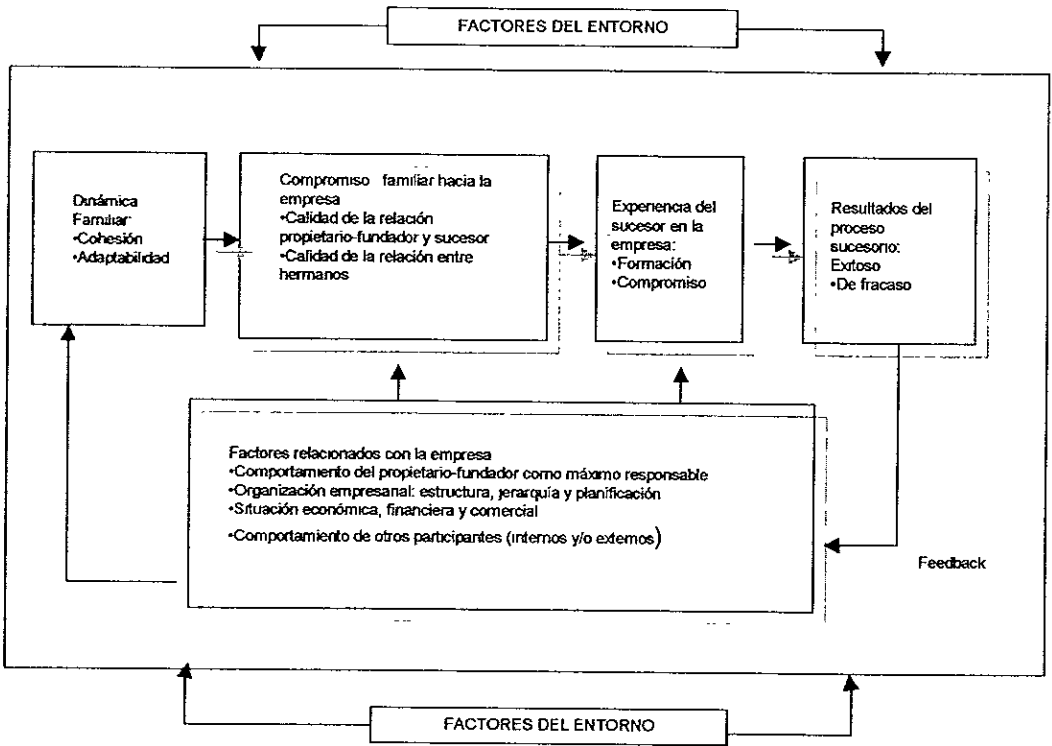 FACTORES DEL ENTORNO
Dinámica
Familiar:
•Cohesión
•Adaptabilidad
Compromiso familiar hacia la
empresa
•Calidad de la relación
propietario-fundador y sucesor
•Calidad de la relación entre
hermanos
Experiencia del
sucesor en la
empresa:
•Formación
•Compromiso
Resultados del
proceso
sucesorio:
Exitoso
•De fracaso
Factores relacionados con la empresa
•Comportamiento del propietario-fundador como máximo responsable
•Organización empresarial: estructura, jerarquía y planificación
•Situación económica, financiera y comercial
•Comportamiento de otros participantes (internos y/o externos)
Feedback
FACTORES DEL ENTORNO